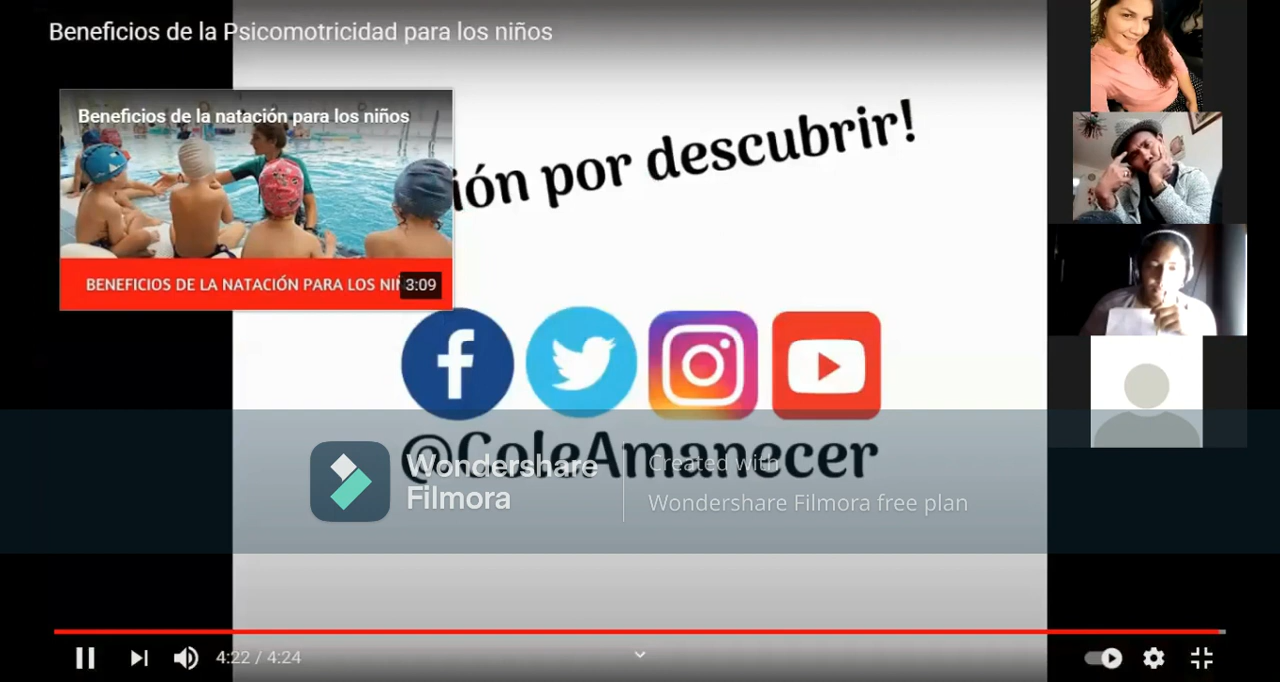 Beneficios de la Psicomotricidad para los niños
Beneficios de la natación para los niños
BENEFICIOS DE LA NATACIÓN PARA LOS NIÑ
3:09
ión por descubrir!
@ColeAmanecer
Wondershare
Filmora
Created with
Wondershare Filmora free plan
4:22 / 4:24